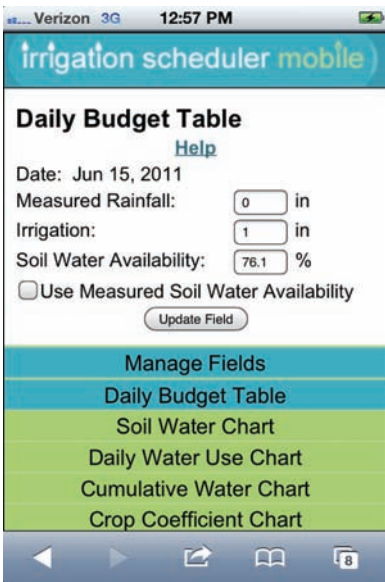 Verizon 3G 12:57 PM
irrigation scheduler mobile
Daily Budget Table
Help
Date: Jun 15, 2011
Measured Rainfall: 0 in
Irrigation: 1 in
Soil Water Availability: 76.1 %
Use Measured Soil Water Availability
Update Field
Manage Fields
Daily Budget Table
Soil Water Chart
Daily Water Use Chart
Cumulative Water Chart
Crop Coefficient Chart
8